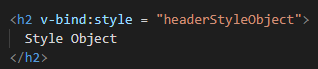 <h2 v-bind:style = "headerStyleObject">
Style Object
</h2>